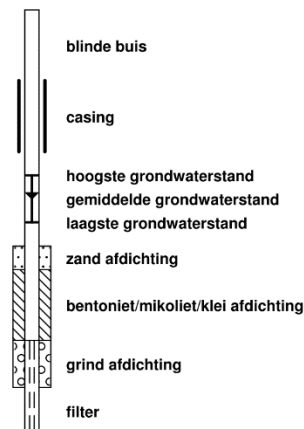 blinde buis
casing
hoogste grondwaterstand
gemiddelde grondwaterstand
laagste grondwaterstand
zand afdichting
bentoniet/mikoliet/klei afdichting
grind afdichting
filter